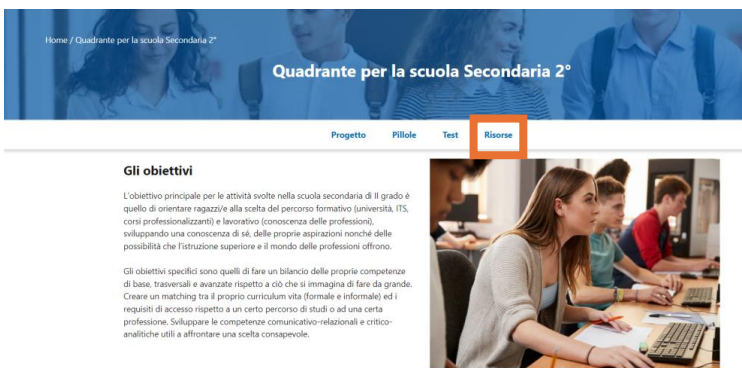 Home / Quadrante per la scuola Secondaria 2°
Quadrante per la scuola Secondaria 2°
Progetto Pillole Test Risorse
Gli obiettivi
L'obiettivo principale per le attività svolte nella scuola secondaria di II grado è
quello di orientare ragazzi/e alla scelta del percorso formativo (università, ITS,
corsi professionalizzanti) e lavorativo (conoscenza delle professioni),
sviluppando una conoscenza di sé, delle proprie aspirazioni nonché delle
possibilità che l'istruzione superiore e il mondo delle professioni offrono.
Gli obiettivi specifici sono quelli di fare un bilancio delle proprie competenze
di base, trasversali e avanzate rispetto a ciò che si immagina di fare da grande.
Creare un matching tra il proprio curriculum vita (formale e informale) ed i
requisiti di accesso rispetto a un certo percorso di studi o ad una certa
professione. Sviluppare le competenze comunicativo-relazionali e critico-
analitiche utili a affrontare una scelta consapevole.